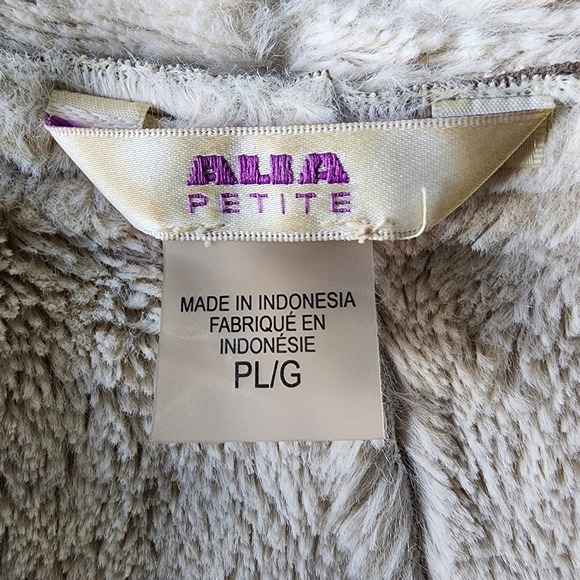 ALIA
PETITE
MADE IN INDONESIA
FABRIQUÉ EN
INDONÉSIE
PL/G